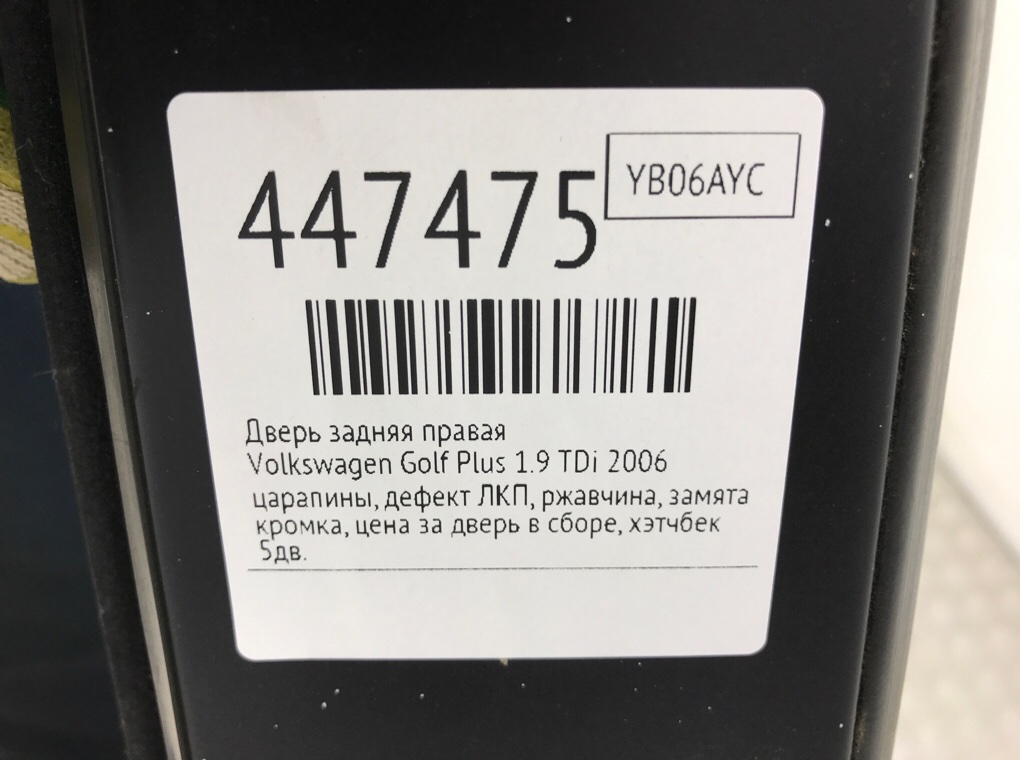 YB06AYC
447475
Дверь задняя правая
Volkswagen Golf Plus 1.9 TDi 2006
царапины, дефект ЛКП, ржавчина, замята
кромка, цена за дверь в сборе, хэтчбек
5дв.